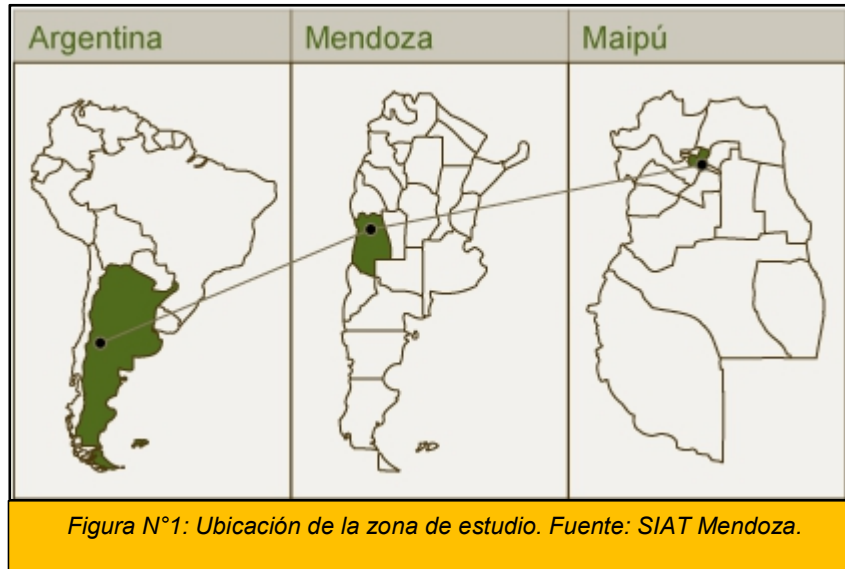 Argentina
Mendoza
Maipú
Figura N°1: Ubicación de la zona de estudio. Fuente: SIAT Mendoza.